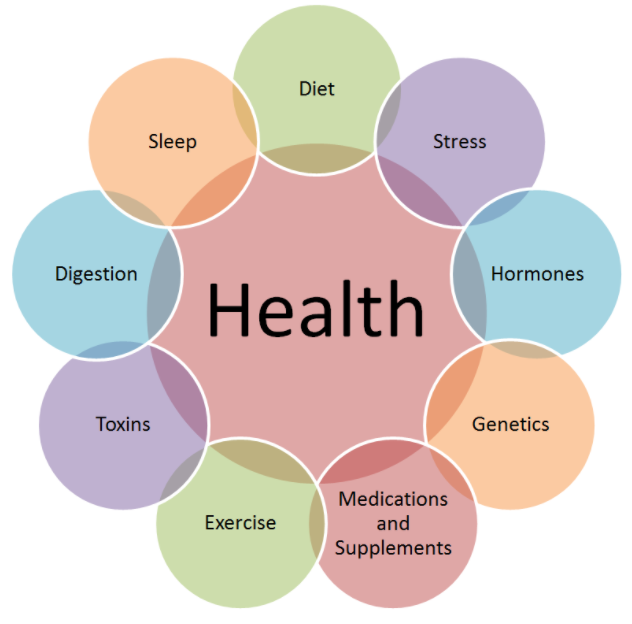 Diet
Stress
Hormones
Genetics
Medications
and
Supplements
Exercise
Toxins
Digestion
Sleep
Health